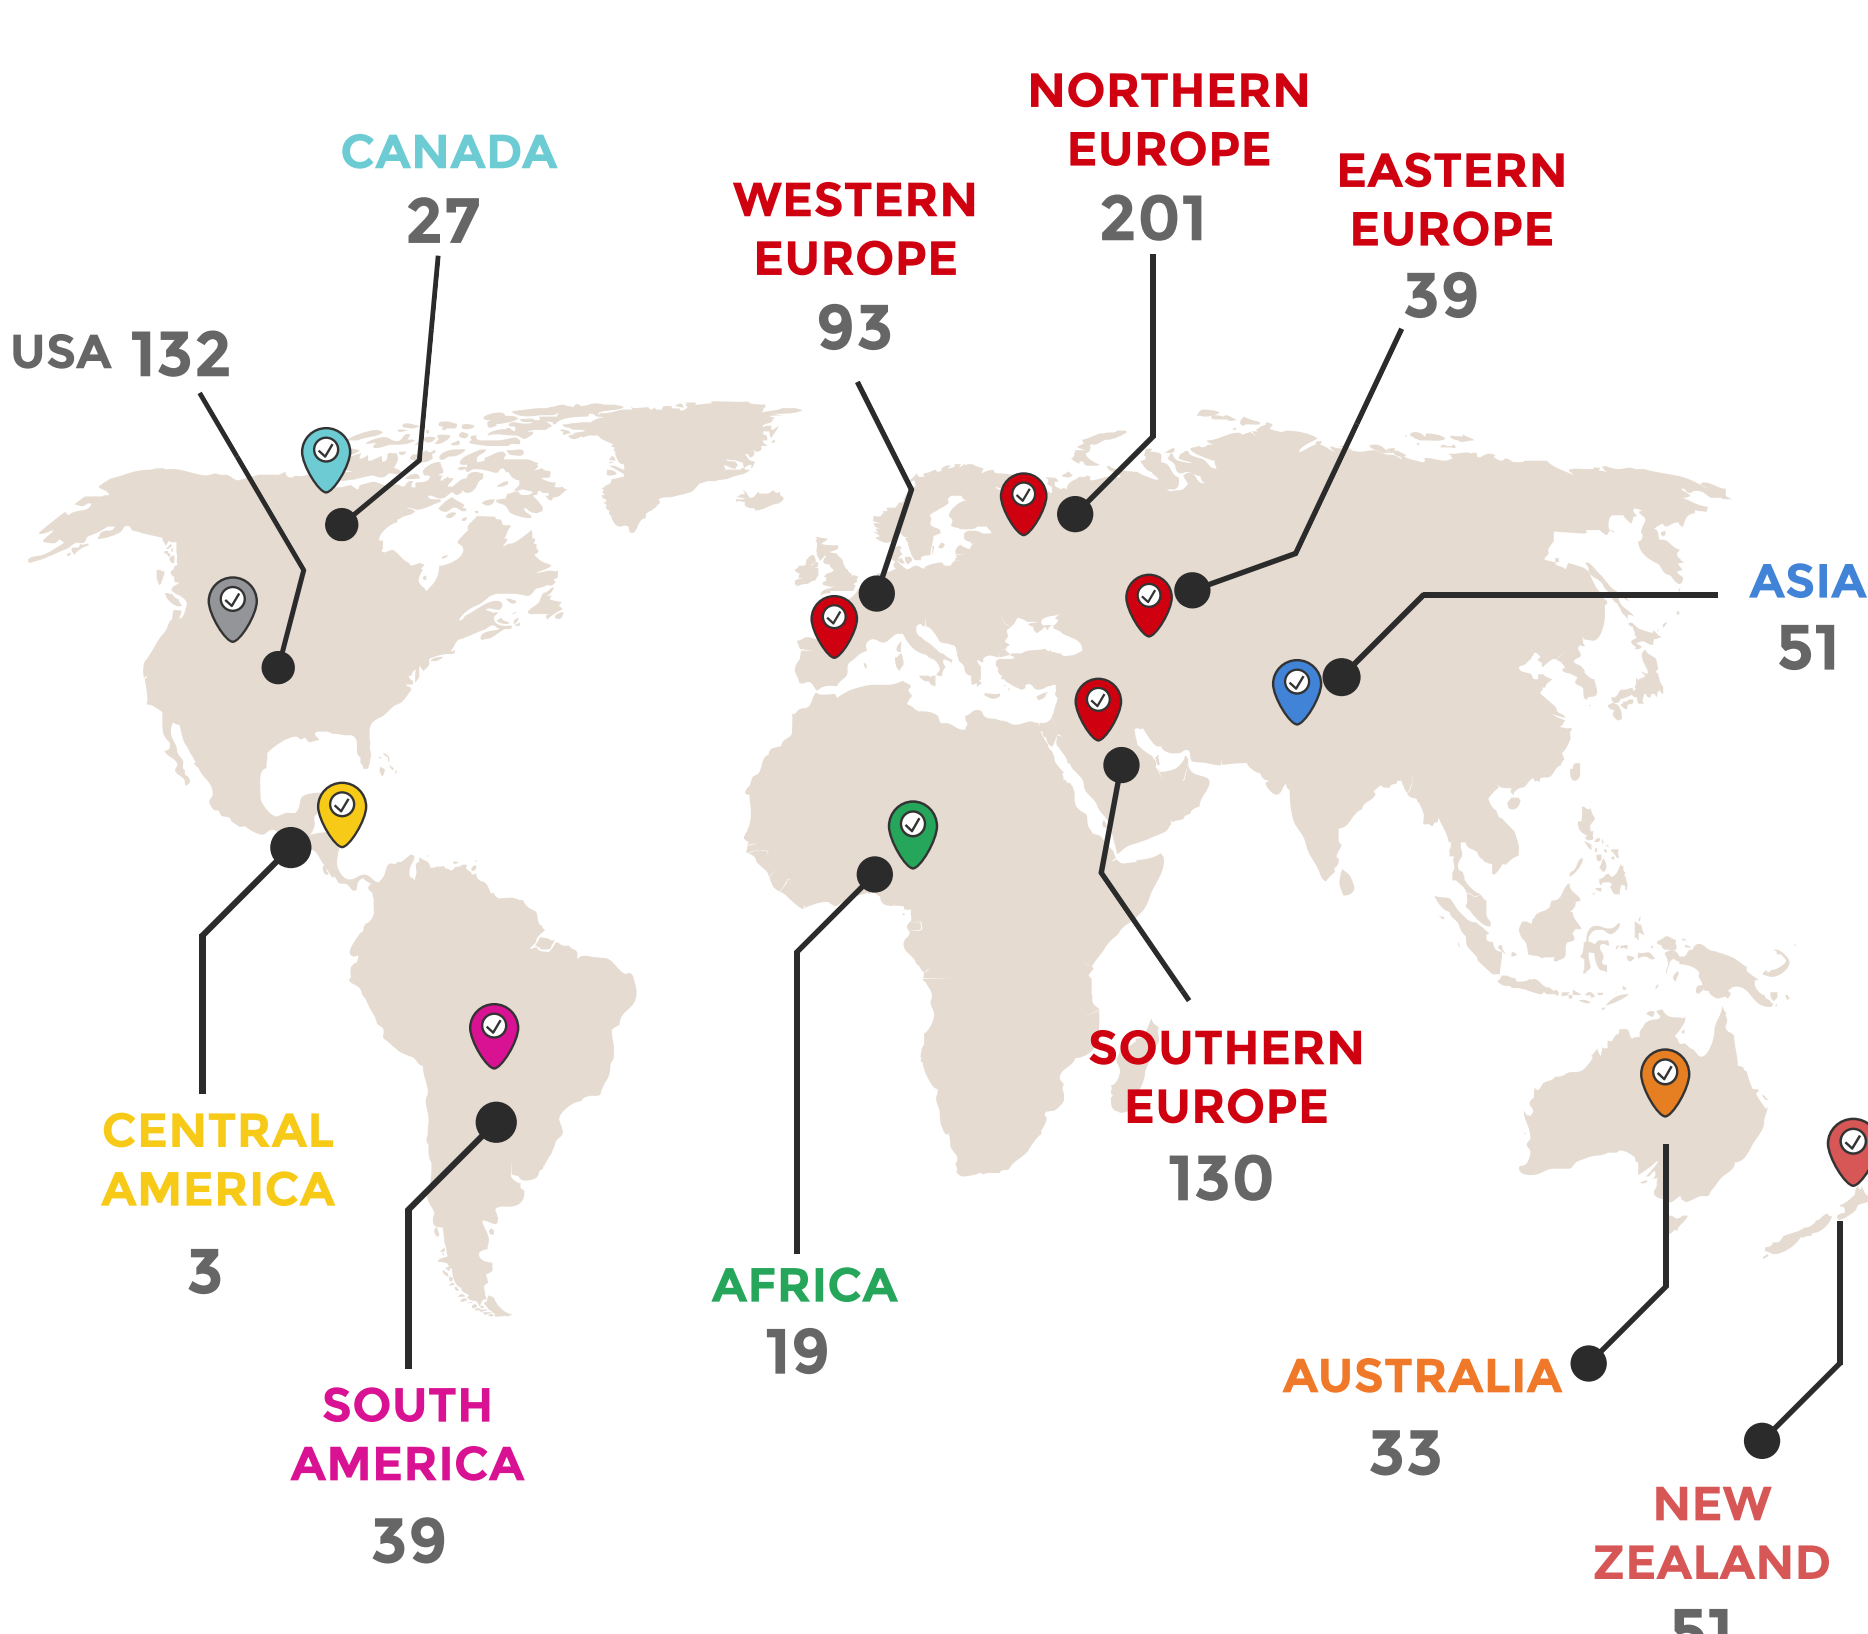 NORTHERN
EUROPE
201
CANADA
27
EASTERN
EUROPE
39
WESTERN
EUROPE
93
USA 132
ASIA
51
SOUTHERN
EUROPE
130
CENTRAL
AMERICA
3
AFRICA
19
SOUTH
AMERICA
39
AUSTRALIA
33
NEW
ZEALAND
51